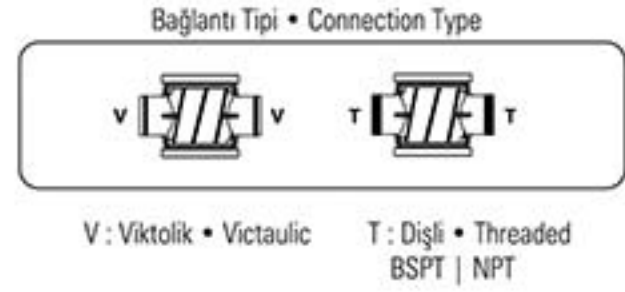 Bağlantı Tipi • Connection Type
V V T T
V : Viktolik • Victaulic T : Dişli • Threaded
BSPT | NPT